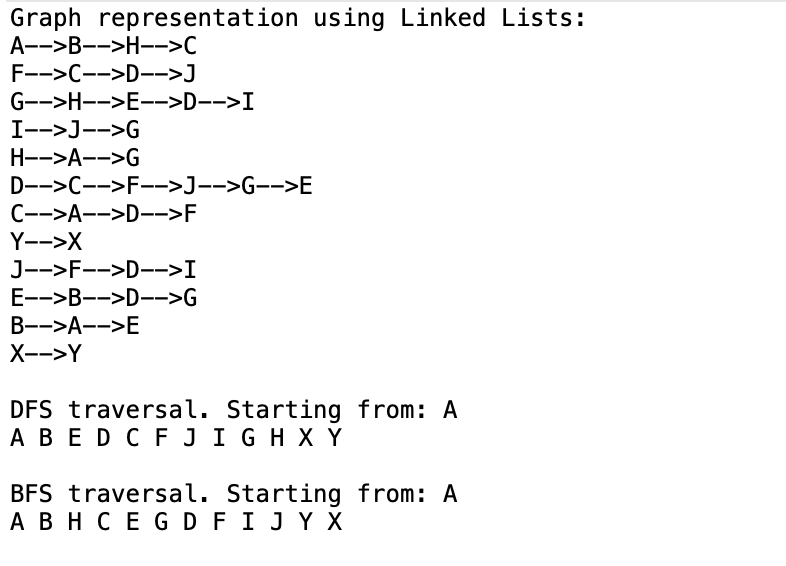 Graph representation using Linked Lists:
A-->B-->H-->C
F-->C-->D-->J
G-->H-->E-->D-->I
I-->J-->G
H-->A-->G
D-->C-->F-->J-->G-->E
C-->A-->D-->F
Y-->X
J-->F-->D-->I
E-->B-->D-->G
B-->A-->E
X-->Y
DFS traversal. Starting from: A
A B E D C F J I G H X Y
BFS traversal. Starting from: A
A B H C E G D F I J Y X